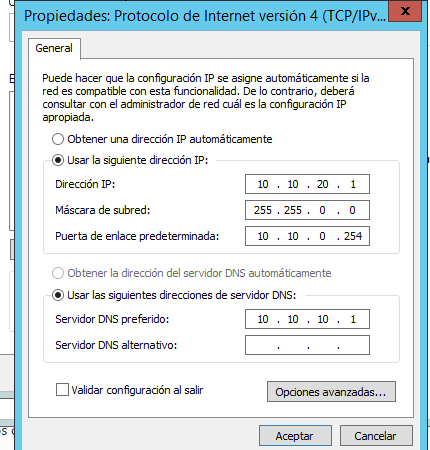 Propiedades: Protocolo de Internet versión 4 (TCP/IPv...
X
General
Puede hacer que la configuración IP se asigne automáticamente si la
red es compatible con esta funcionalidad. De lo contrario, deberá
consultar con el administrador de red cuál es la configuración IP
apropiada.
Obtener una dirección IP automáticamente
Usar la siguiente dirección IP:
Dirección IP: 10 . 10 . 20 . 1
Máscara de subred: 255 . 255 . 0 . 0
Puerta de enlace predeterminada: 10 . 10 . 0 . 254
Obtener la dirección del servidor DNS automáticamente
Usar las siguientes direcciones de servidor DNS:
Servidor DNS preferido: 10 . 10 . 10 . 1
Servidor DNS alternativo: . . .
Validar configuración al salir
Opciones avanzadas...
Aceptar
Cancelar